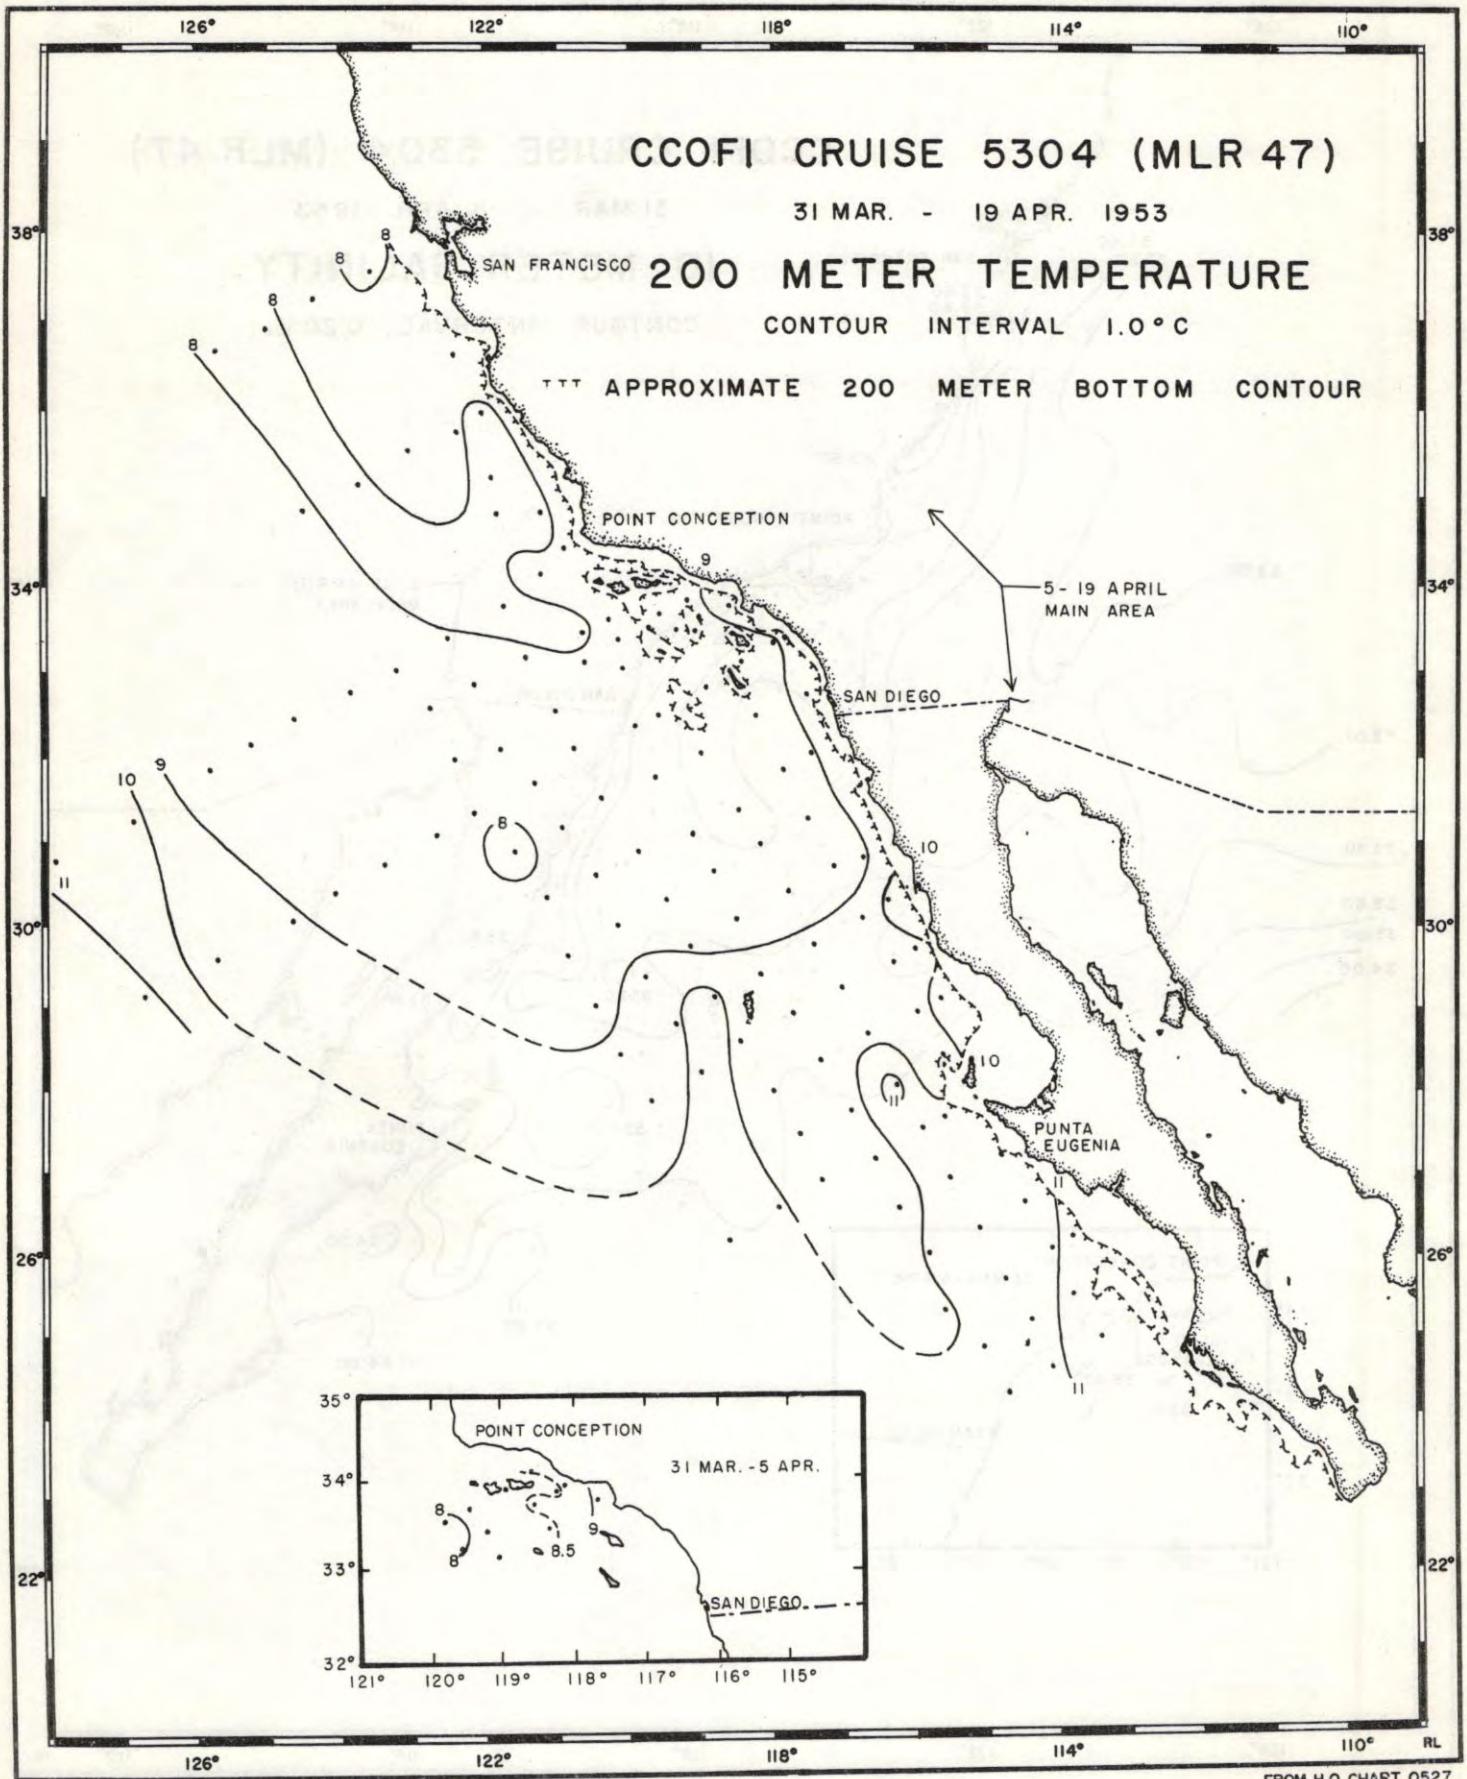 126° 122° 118° 114° 110°
CCOFI CRUISE 5304 (MLR 47)
31 MAR. - 19 APR. 1953
200 METER TEMPERATURE
CONTOUR INTERVAL 1.0°C
┬┬┬ APPROXIMATE 200 METER BOTTOM CONTOUR
38° 38°
8
8
8
8
SAN FRANCISCO
POINT CONCEPTION
9
34° 34°
5-19 APRIL
MAIN AREA
SAN DIEGO
9
10
8
10
11
30° 30°
10
11
PUNTA
EUGENIA
11
26° 26°
11
35°
POINT CONCEPTION
31 MAR.-5 APR.
34°
8
9
8
8.5
33°
SAN DIEGO
32°
121° 120° 119° 118° 117° 116° 115°
22° 22°
RL
126° 122° 118° 114° 110°
FROM H.O. CHART 0527